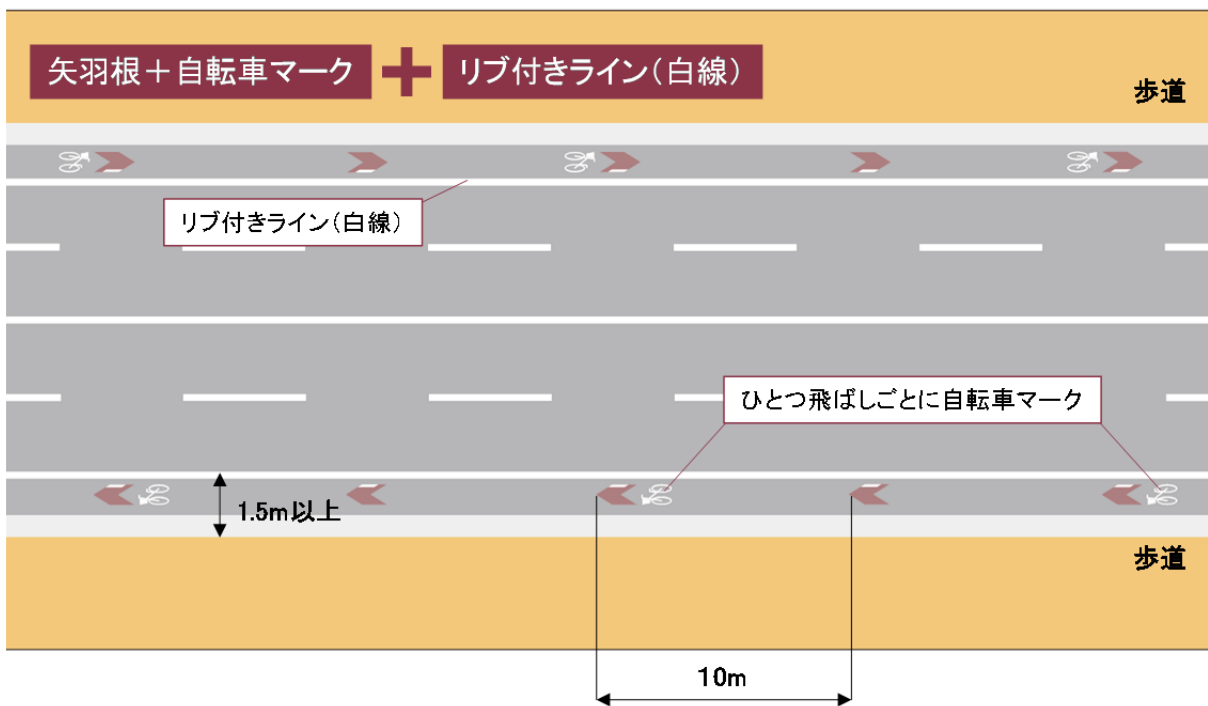 矢羽根＋自転車マーク
＋
リブ付きライン（白線）
歩道
リブ付きライン（白線）
ひとつ飛ばしごとに自転車マーク
1.5m以上
歩道
10m